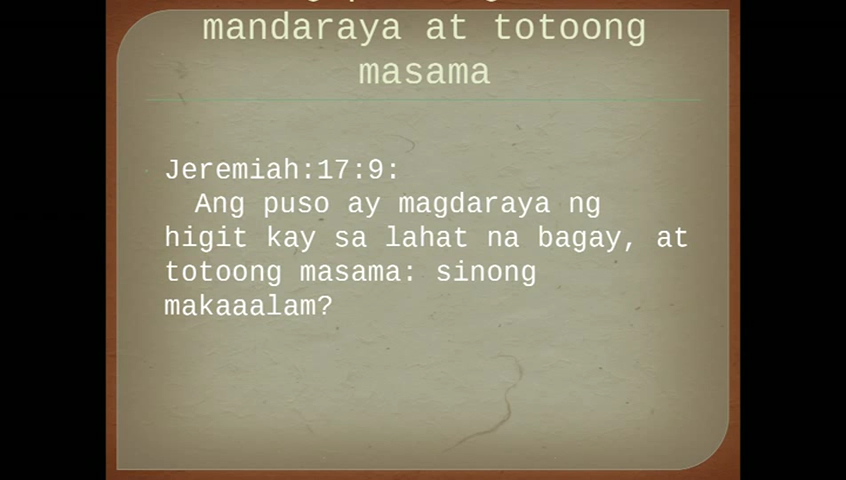 mandaraya at totoong
masama
Jeremiah:17:9:
Ang puso ay magdaraya ng
higit kay sa lahat na bagay, at
totoong masama: sinong
makaaalam?